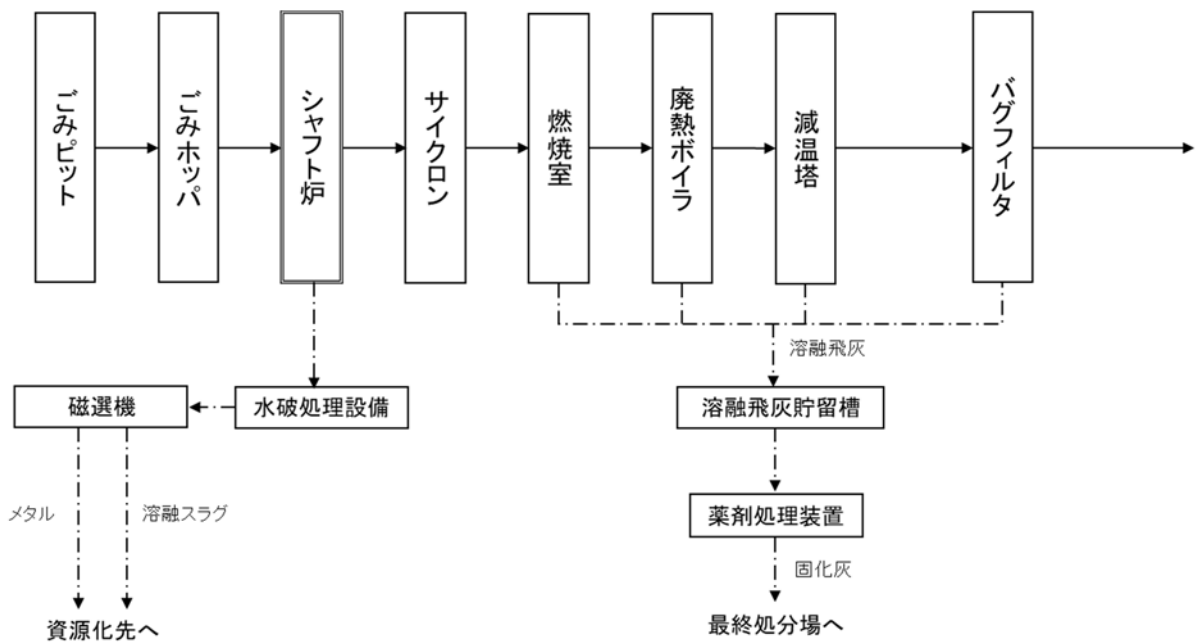 ごみピット
ごみホッパ
シャフト炉
サイクロン
燃焼室
廃熱ボイラ
減温塔
バグフィルタ
溶融飛灰
磁選機
水破処理設備
溶融飛灰貯留槽
メタル
溶融スラグ
薬剤処理装置
固化灰
資源化先へ
最終処分場へ